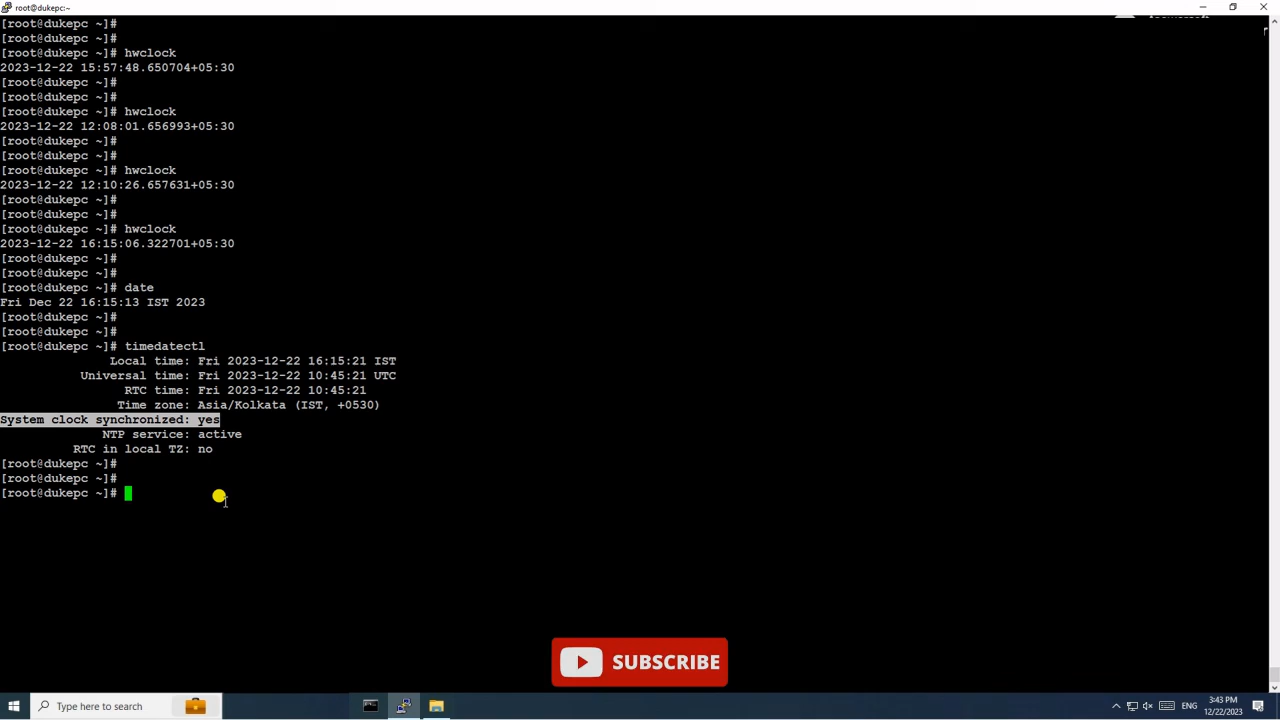 root@dukepc:~
[root@dukepc ~]#
[root@dukepc ~]#
[root@dukepc ~]# hwclock
2023-12-22 15:57:48.650704+05:30
[root@dukepc ~]#
[root@dukepc ~]#
[root@dukepc ~]# hwclock
2023-12-22 12:08:01.656993+05:30
[root@dukepc ~]#
[root@dukepc ~]#
[root@dukepc ~]# hwclock
2023-12-22 12:10:26.657631+05:30
[root@dukepc ~]#
[root@dukepc ~]#
[root@dukepc ~]# hwclock
2023-12-22 16:15:06.322701+05:30
[root@dukepc ~]#
[root@dukepc ~]#
[root@dukepc ~]# date
Fri Dec 22 16:15:13 IST 2023
[root@dukepc ~]#
[root@dukepc ~]#
[root@dukepc ~]# timedatectl
Local time: Fri 2023-12-22 16:15:21 IST
Universal time: Fri 2023-12-22 10:45:21 UTC
RTC time: Fri 2023-12-22 10:45:21
Time zone: Asia/Kolkata (IST, +0530)
System clock synchronized: yes
NTP service: active
RTC in local TZ: no
[root@dukepc ~]#
[root@dukepc ~]#
[root@dukepc ~]#
SUBSCRIBE
Type here to search
ENG
3:43 PM
12/22/2023